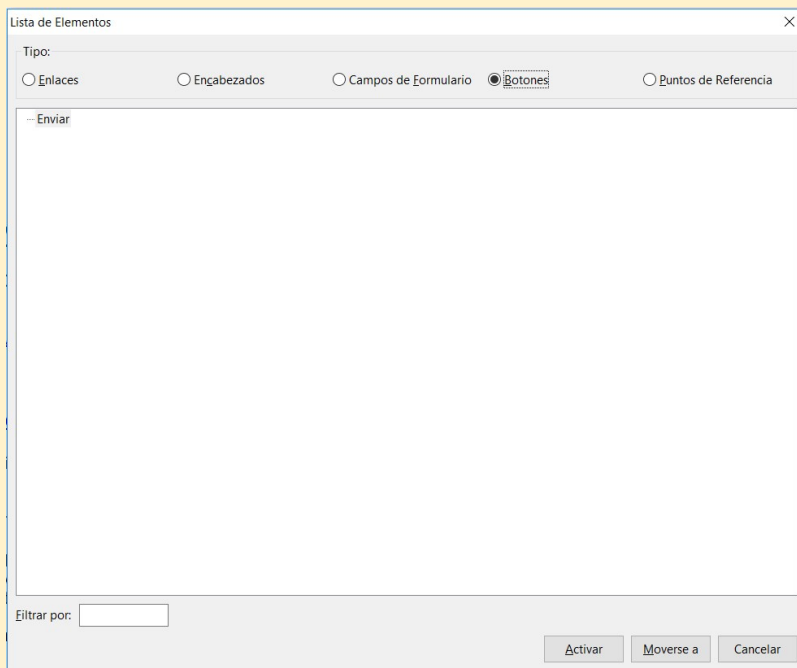 Lista de Elementos
Tipo:
Enlaces Encabezados Campos de Formulario Botones Puntos de Referencia
Enviar
Filtrar por:
Activar Moverse a Cancelar